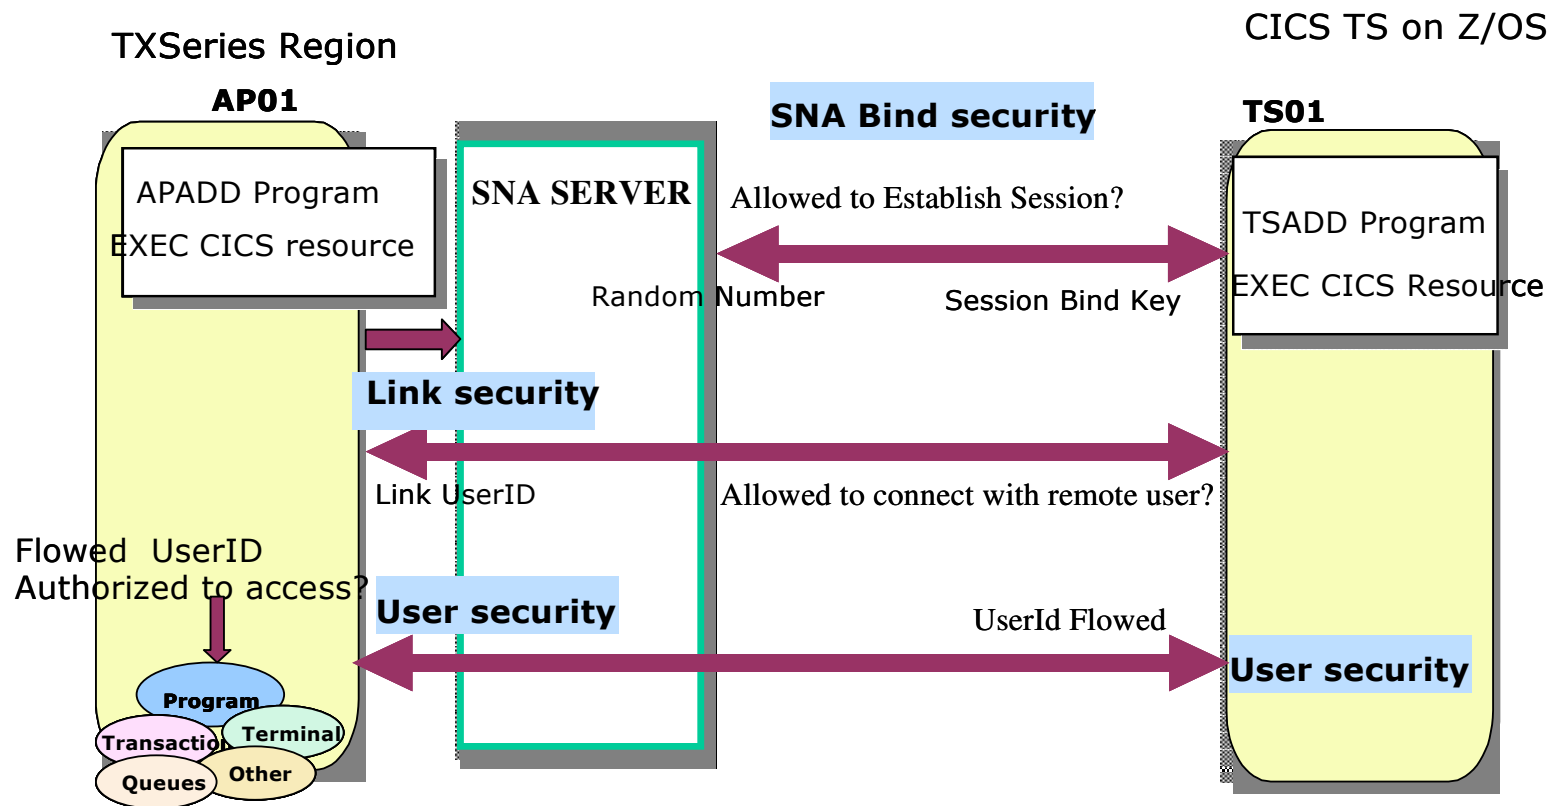 TXSeries Region
CICS TS on Z/OS
AP01
SNA Bind security
TS01
APADD Program
EXEC CICS resource
SNA SERVER
Allowed to Establish Session?
TSADD Program
EXEC CICS Resource
Random Number
Session Bind Key
Link security
Link UserID
Allowed to connect with remote user?
Flowed UserID
Authorized to access?
User security
UserId Flowed
User security
Program
Transaction
Terminal
Queues
Other